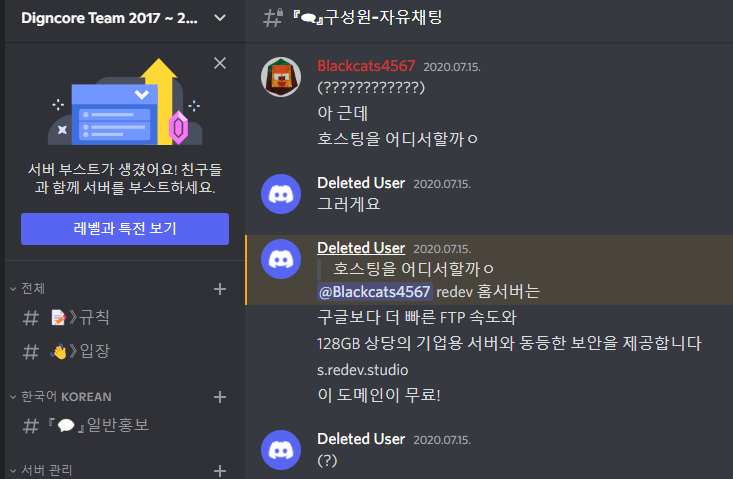 Digncore Team 2017 ~ 2...
서버 부스트가 생겼어요! 친구들
과 함께 서버를 부스트하세요.
레벨과 특전 보기
전체
📝》규칙
👋》입장
한국어 KOREAN
『💬』일반홍보
서버 관리
『🗨️』구성원-자유채팅
Blackcats4567 2020.07.15.
(????????????)
아 근데
호스팅을 어디서할까ㅇ
Deleted User 2020.07.15.
그러게요
Deleted User 2020.07.15.
호스팅을 어디서할까ㅇ
@Blackcats4567 redev 홈서버는
구글보다 더 빠른 FTP 속도와
128GB 상당의 기업용 서버와 동등한 보안을 제공합니다
s.redev.studio
이 도메인이 무료!
Deleted User 2020.07.15.
(?)